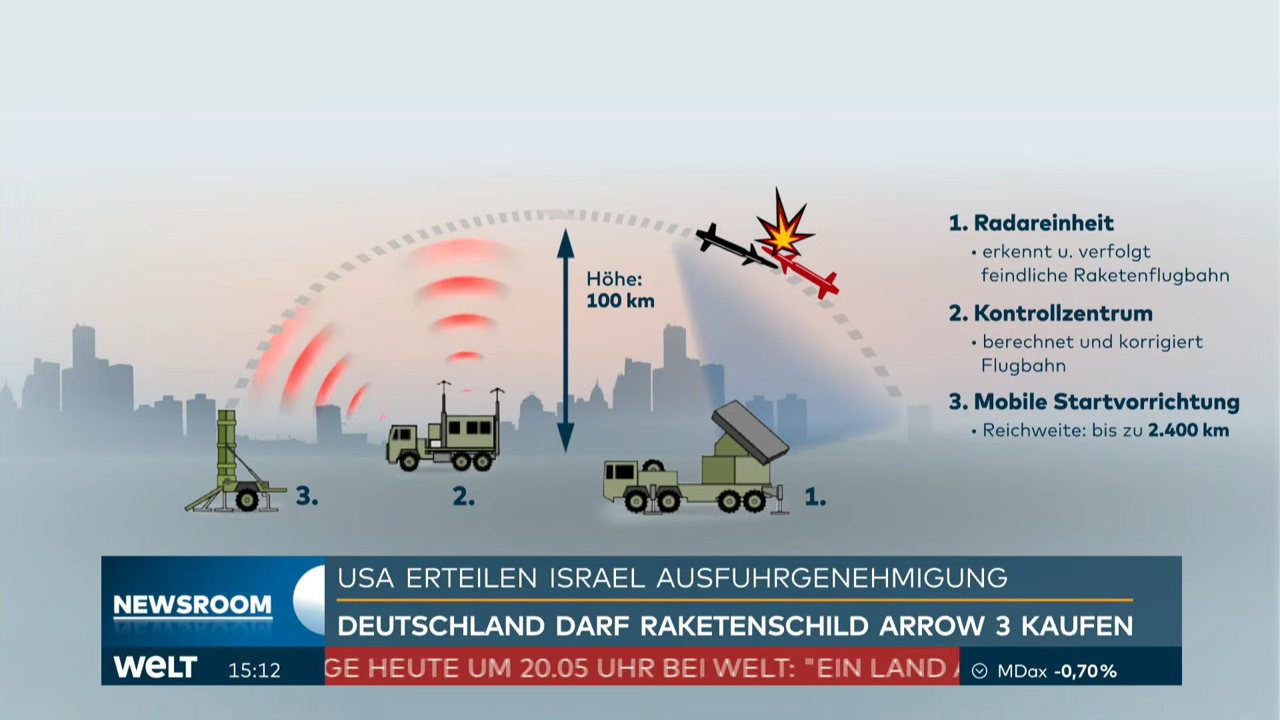 Höhe:
100 km
1. Radareinheit
• erkennt u. verfolgt
feindliche Raketenflugbahn
2. Kontrollzentrum
• berechnet und korrigiert
Flugbahn
3. Mobile Startvorrichtung
• Reichweite: bis zu 2.400 km
3.
2.
1.
NEWSROOM
USA ERTEILEN ISRAEL AUSFUHRGENEHMIGUNG
DEUTSCHLAND DARF RAKETENSCHILD ARROW 3 KAUFEN
WELT 15:12
GE HEUTE UM 20.05 UHR BEI WELT: "EIN LAND
MDax -0,70%